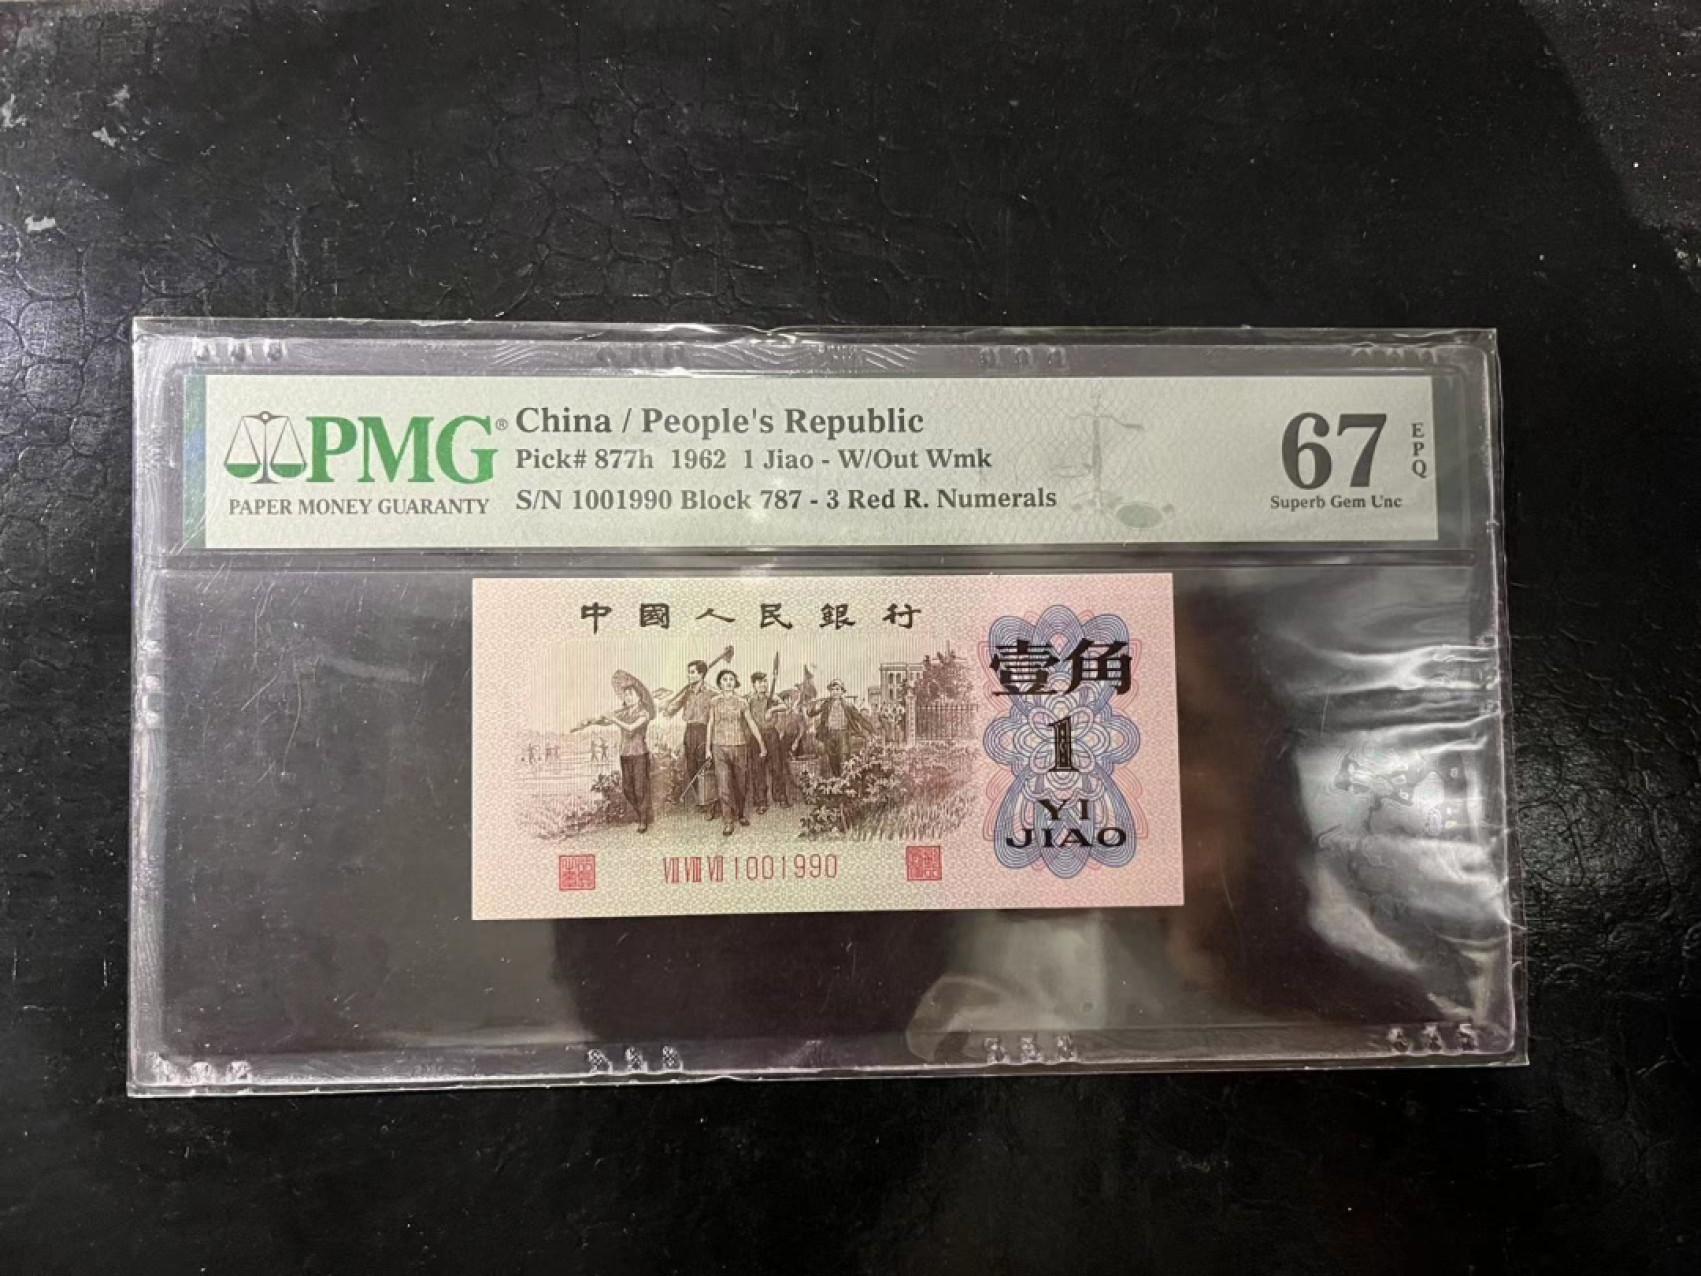 PMG®
PAPER MONEY GUARANTY
China / People's Republic
Pick# 877h 1962 1 Jiao - W/Out Wmk
S/N 1001990 Block 787 - 3 Red R. Numerals
67
EPQ
Superb Gem Unc
中國人民銀行
壹角
1
YI
JIAO
VII VIII VII 1001990